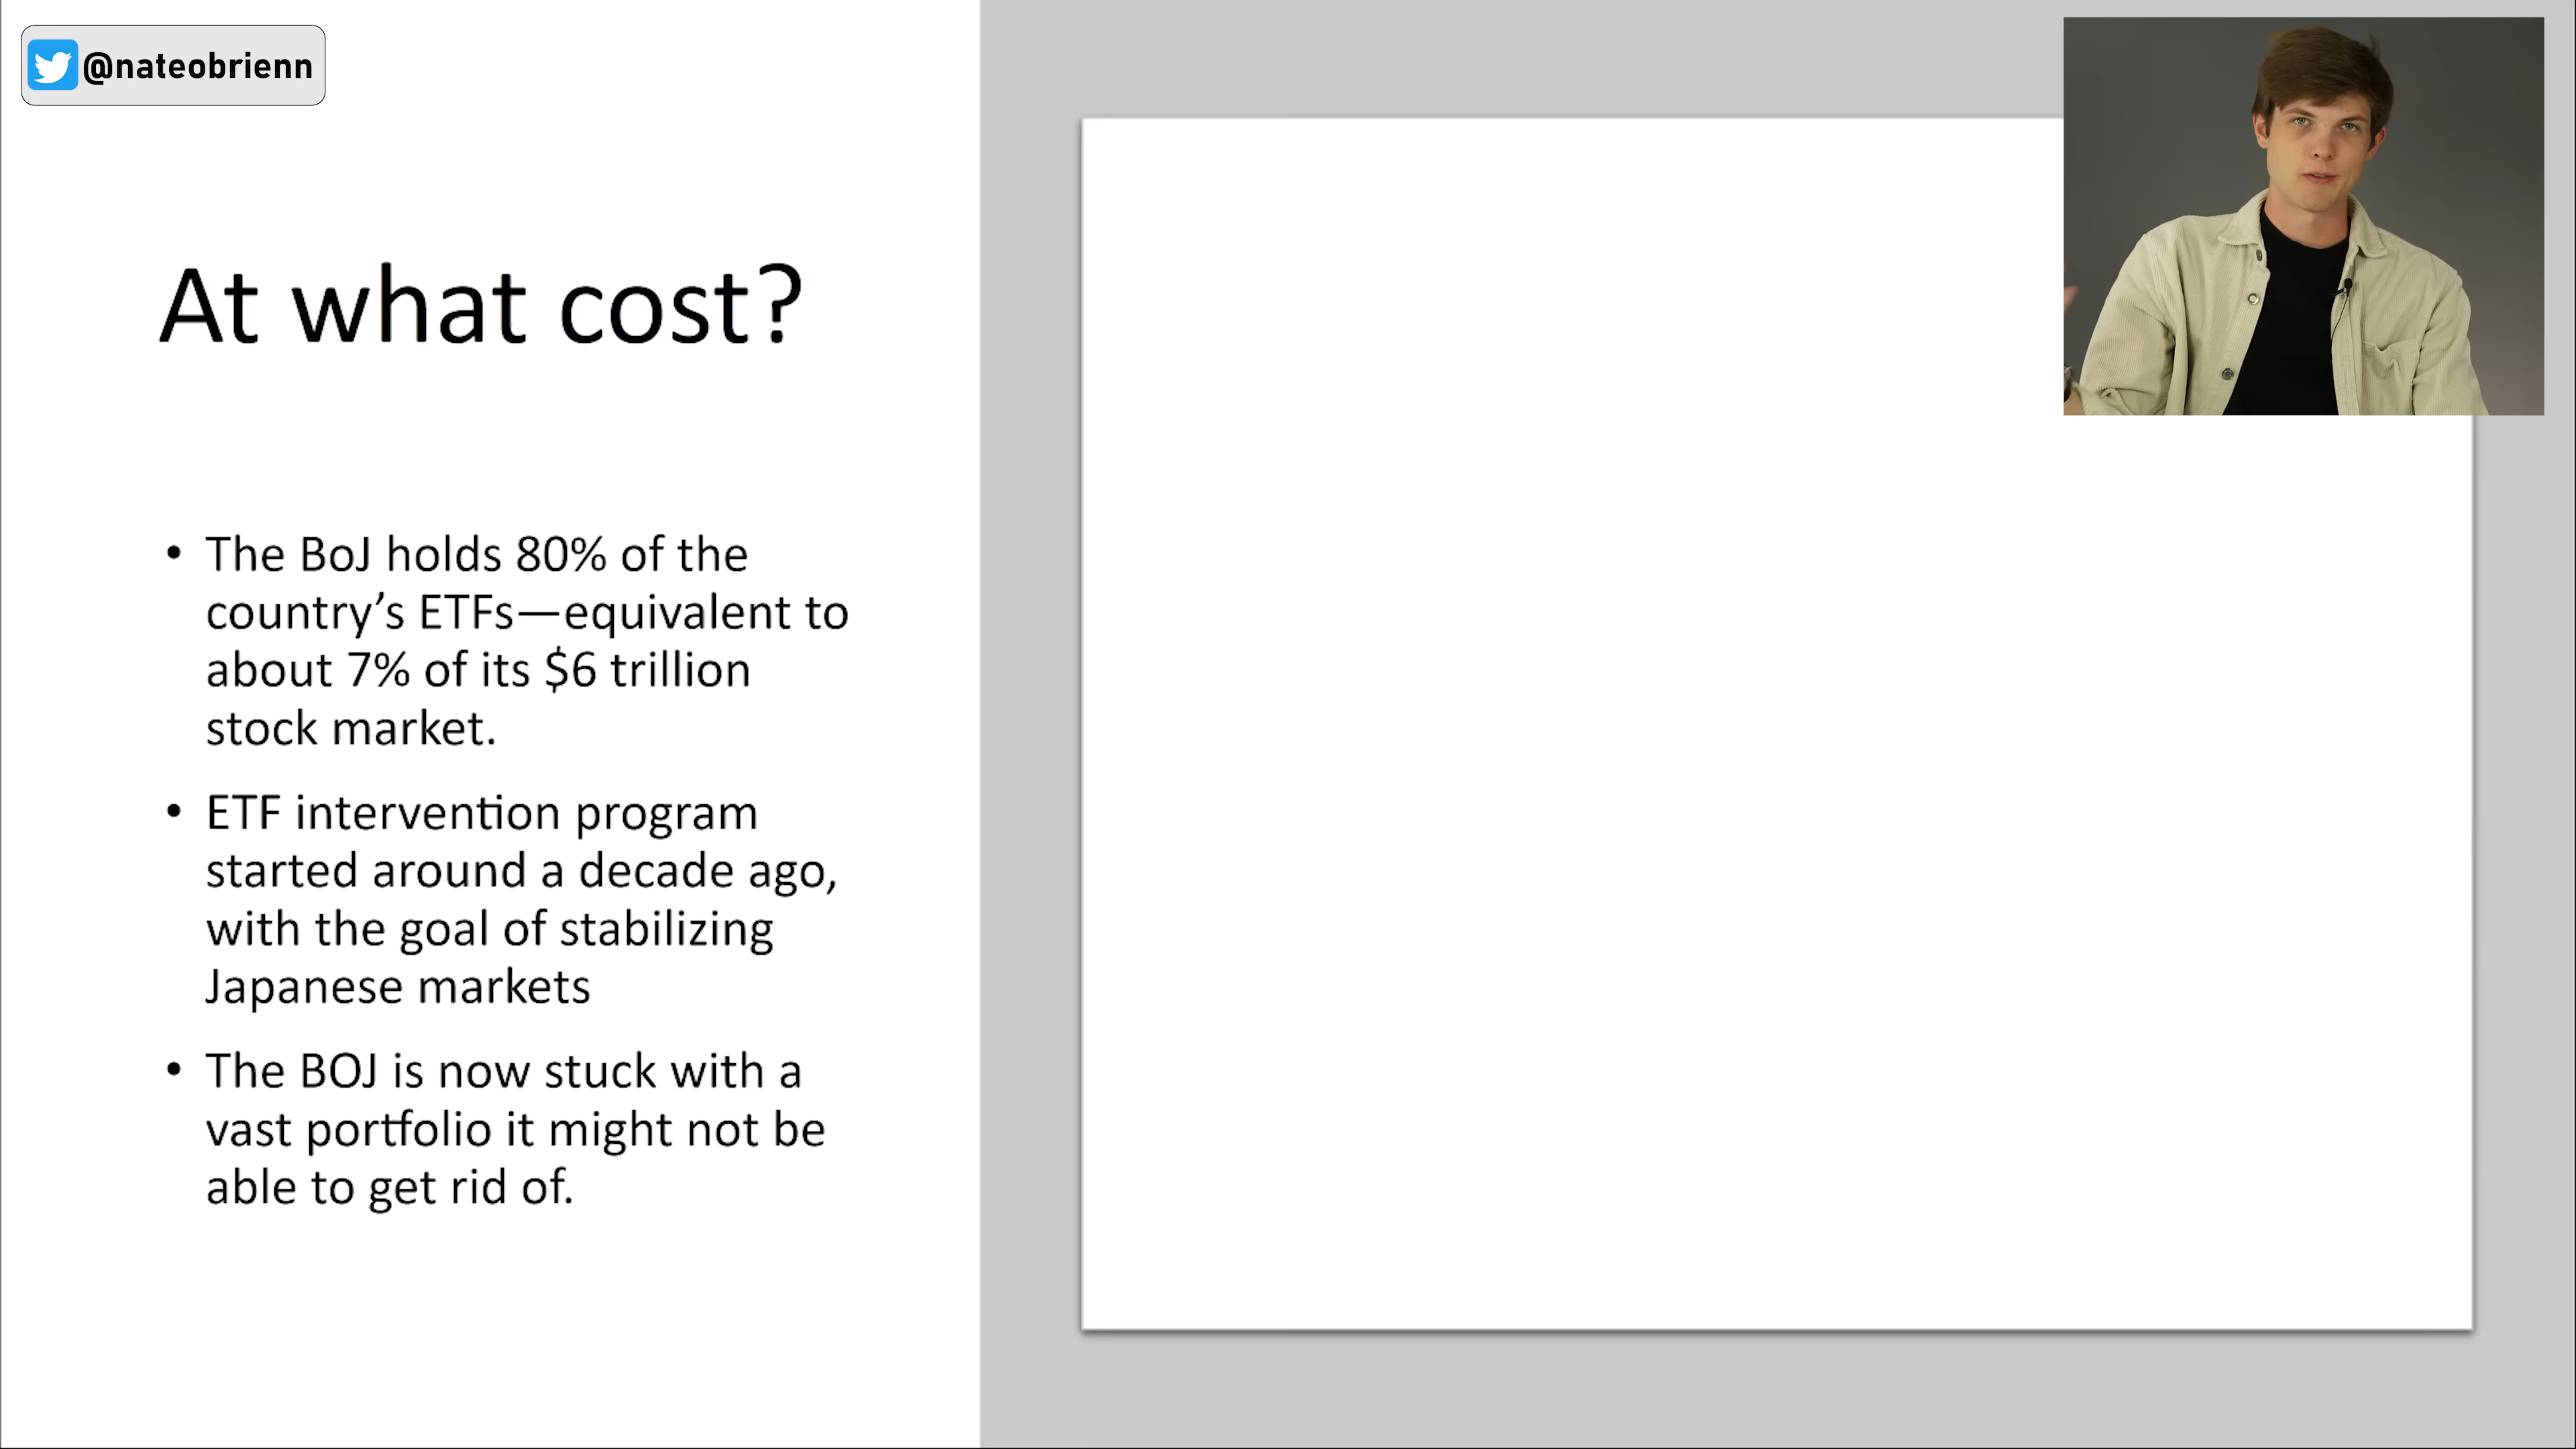 @nateobrienn
At what cost?
• The BoJ holds 80% of the
country’s ETFs—equivalent to
about 7% of its $6 trillion
stock market.
• ETF intervention program
started around a decade ago,
with the goal of stabilizing
Japanese markets
• The BOJ is now stuck with a
vast portfolio it might not be
able to get rid of.